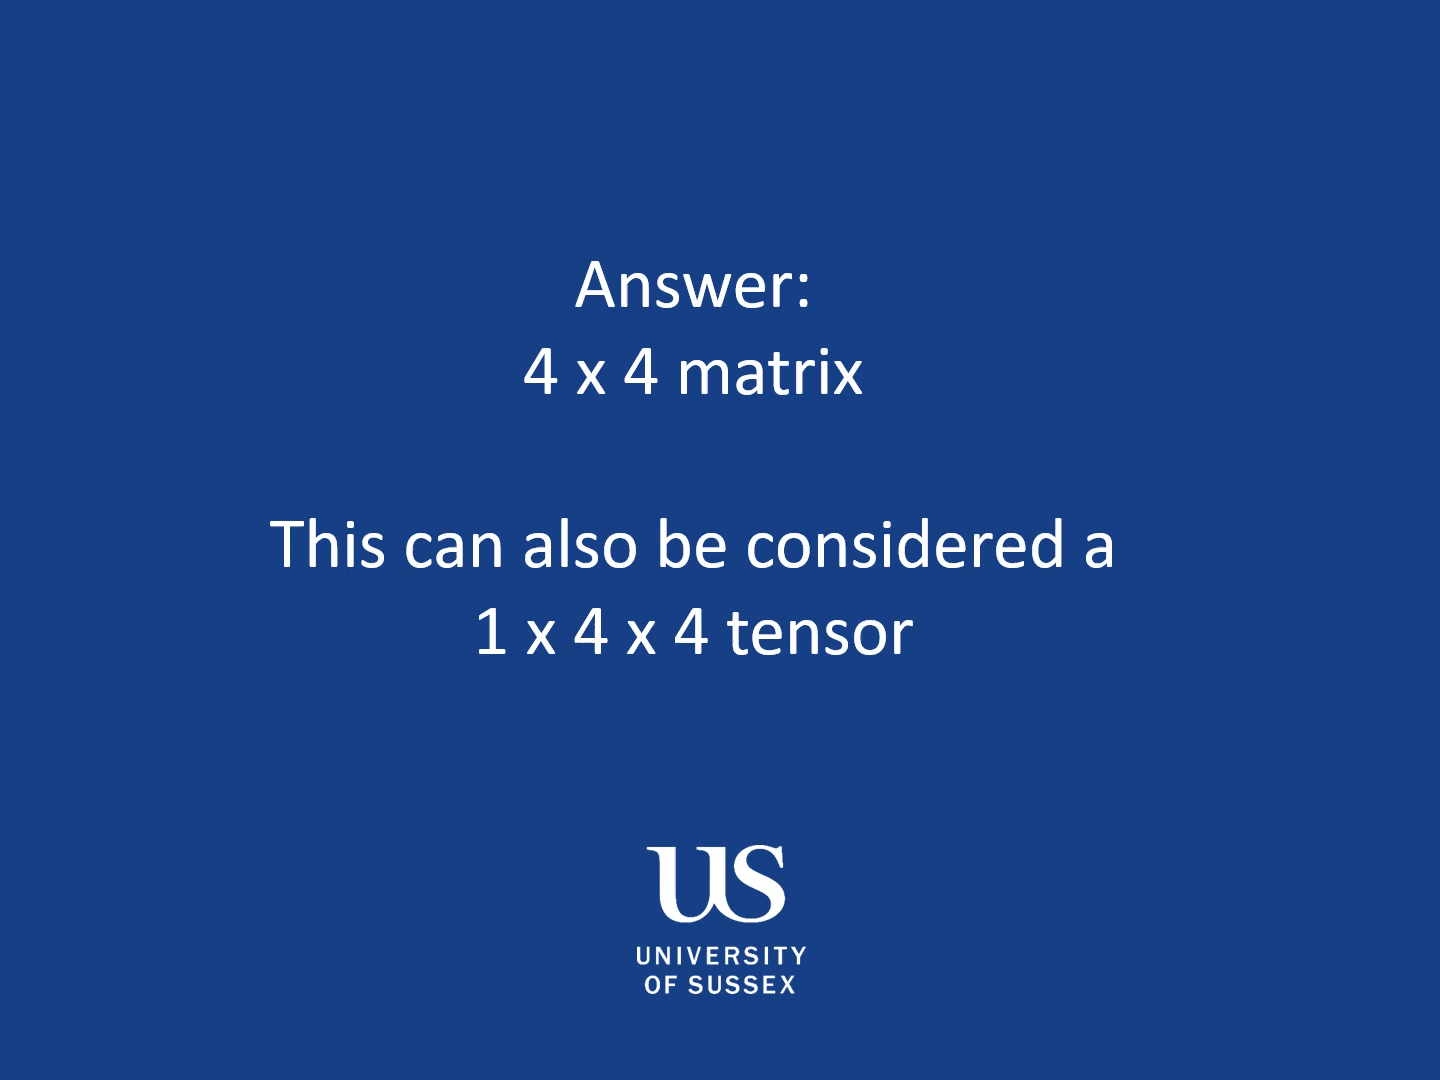 Answer:
4 x 4 matrix
This can also be considered a
1 x 4 x 4 tensor
US
UNIVERSITY
OF SUSSEX